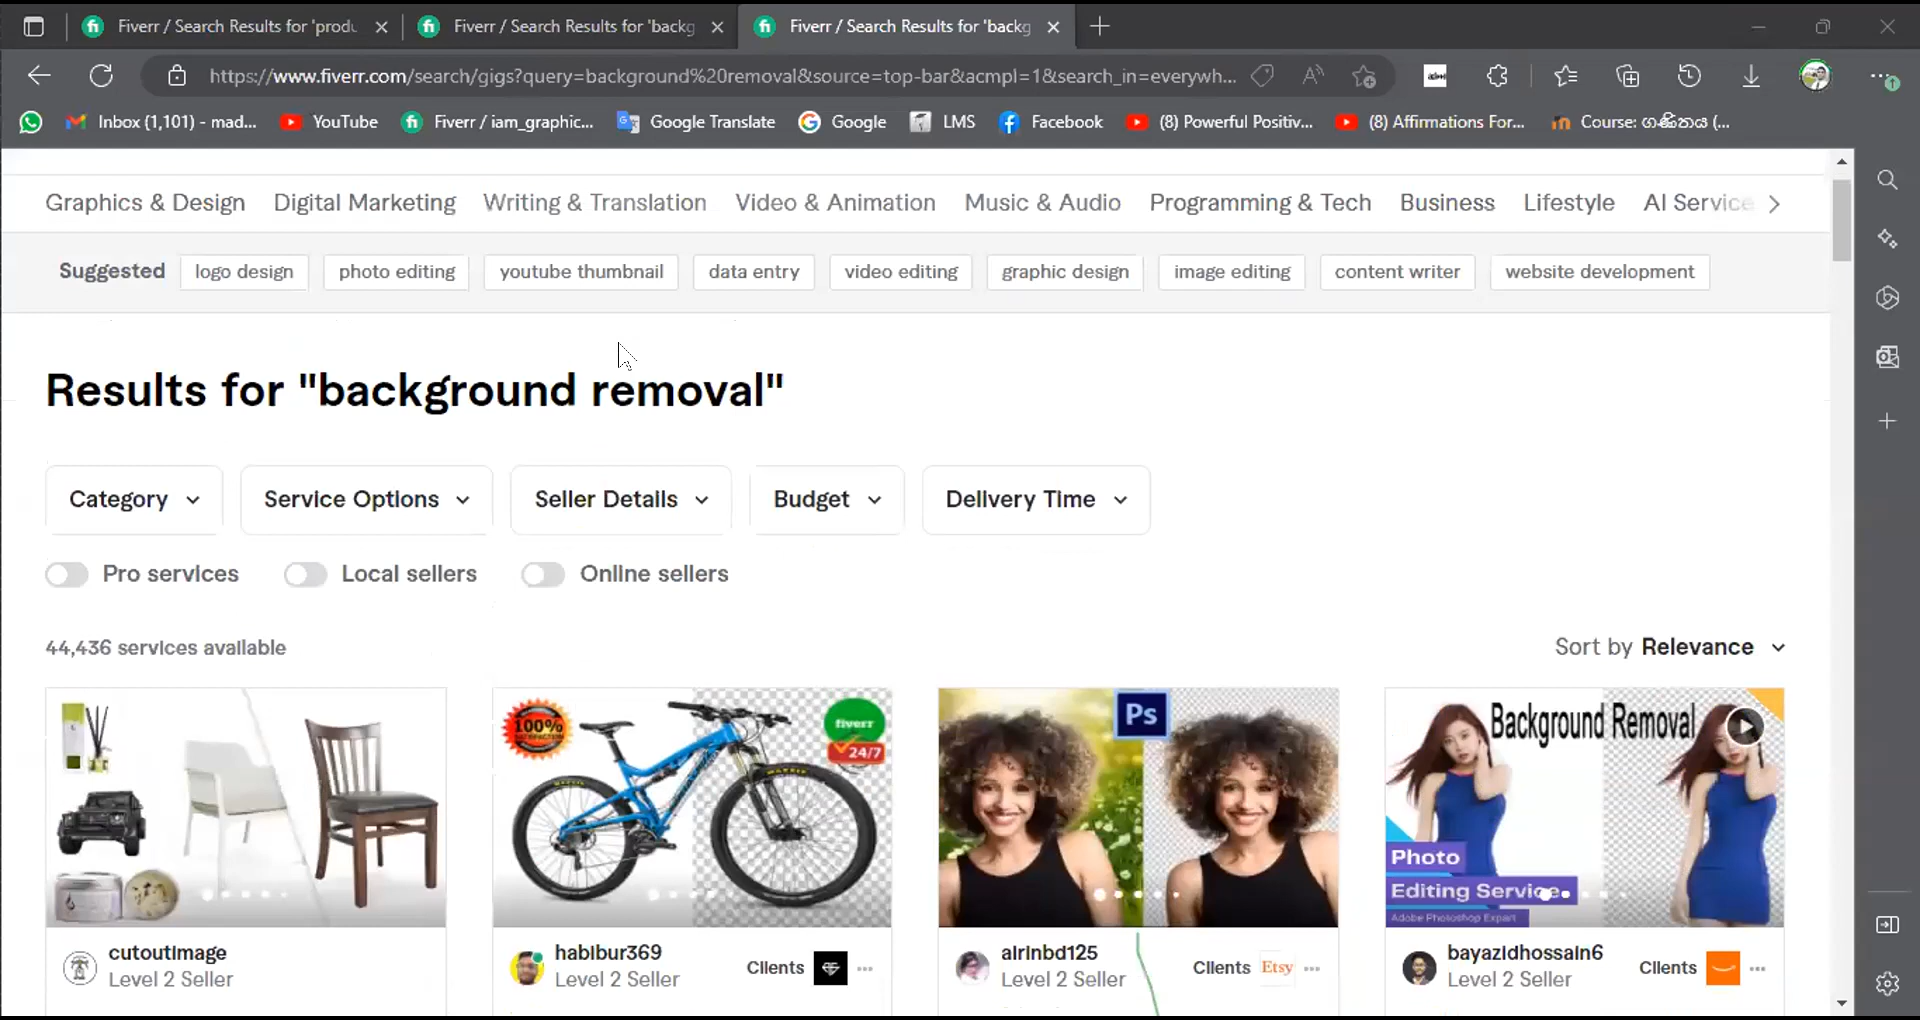 Fiverr / Search Results for 'produ
Fiverr / Search Results for 'backg
Fiverr / Search Results for 'backg
https://www.fiverr.com/search/gigs?query=background%20removal&source=top-bar&acmpl=1&search_in=everywh...
Inbox (1,101) - mad...
YouTube
Fiverr / iam_graphic...
Google Translate
Google
LMS
Facebook
(8) Powerful Positiv...
(8) Affirmations For...
Course: ගණිතය (...
Graphics & Design
Digital Marketing
Writing & Translation
Video & Animation
Music & Audio
Programming & Tech
Business
Lifestyle
AI Service
Suggested
logo design
photo editing
youtube thumbnail
data entry
video editing
graphic design
image editing
content writer
website development
Results for "background removal"
Category
Service Options
Seller Details
Budget
Delivery Time
Pro services
Local sellers
Online sellers
44,436 services available
Sort by Relevance
100%
fiverr
24/7
MAXXIS
Ps
Background Removal
Photo
Editing Service
Adobe Photoshop Expart
cutoutimage
Level 2 Seller
habibur369
Level 2 Seller
Clients
airinbd125
Level 2 Seller
Clients
Etsy
bayazidhossain6
Level 2 Seller
Clients